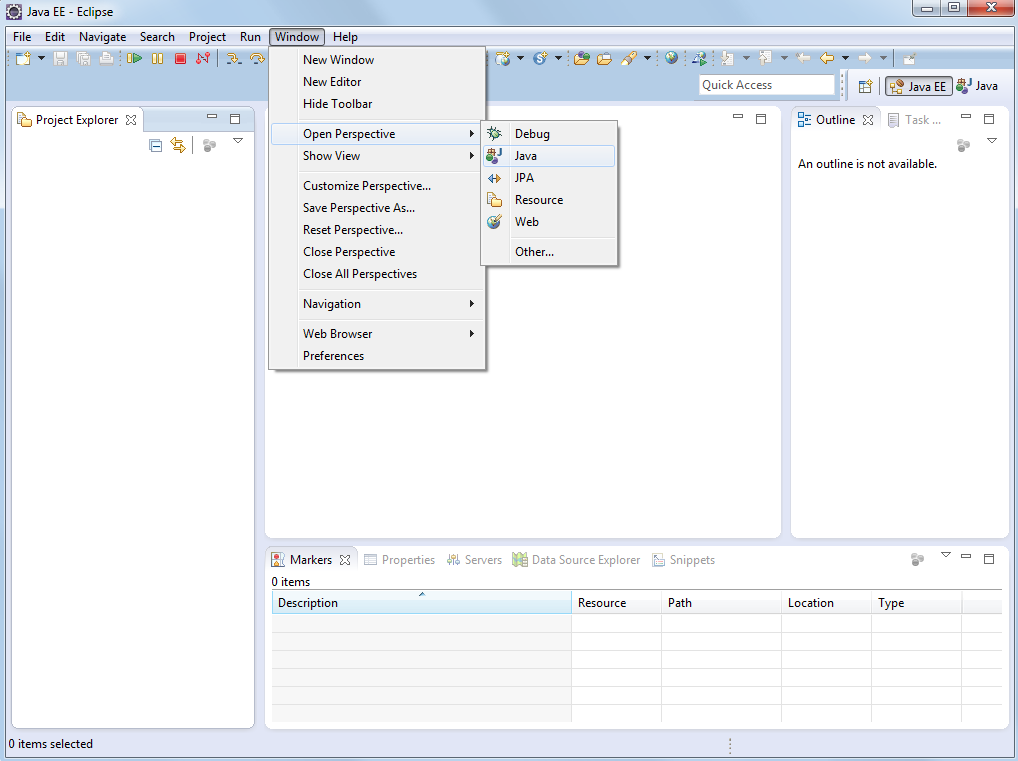 Java EE - Eclipse
File Edit Navigate Search Project Run Window Help
New Window
New Editor
Hide Toolbar
Open Perspective
Show View
Customize Perspective...
Save Perspective As...
Reset Perspective...
Close Perspective
Close All Perspectives
Navigation
Web Browser
Preferences
Debug
Java
JPA
Resource
Web
Other...
Quick Access
Java EE Java
Project Explorer
Outline Task ...
An outline is not available.
Markers Properties Servers Data Source Explorer Snippets
0 items
Description Resource Path Location Type
0 items selected